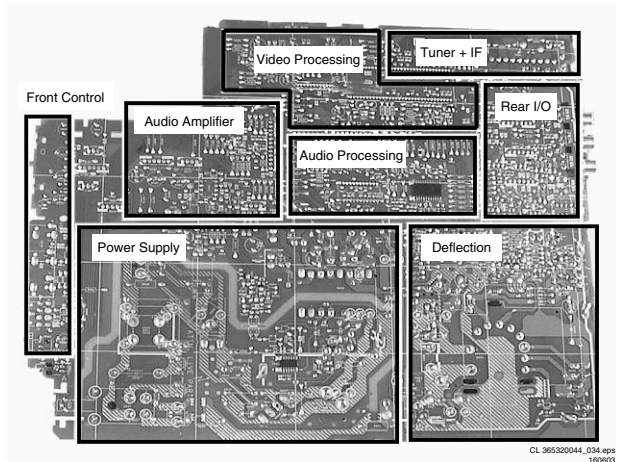 Video Processing
Tuner + IF
Front Control
Audio Amplifier
Rear I/O
Audio Processing
Power Supply
Deflection
CL 365320044_034.eps
160603